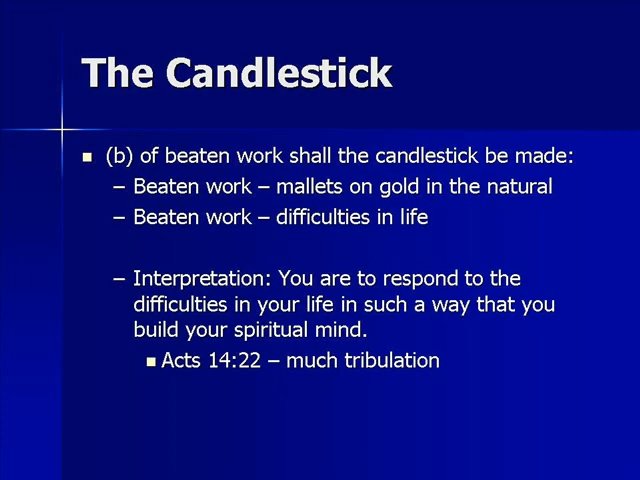 The Candlestick
(b) of beaten work shall the candlestick be made:
– Beaten work – mallets on gold in the natural
– Beaten work – difficulties in life
– Interpretation: You are to respond to the
difficulties in your life in such a way that you
build your spiritual mind.
Acts 14:22 – much tribulation